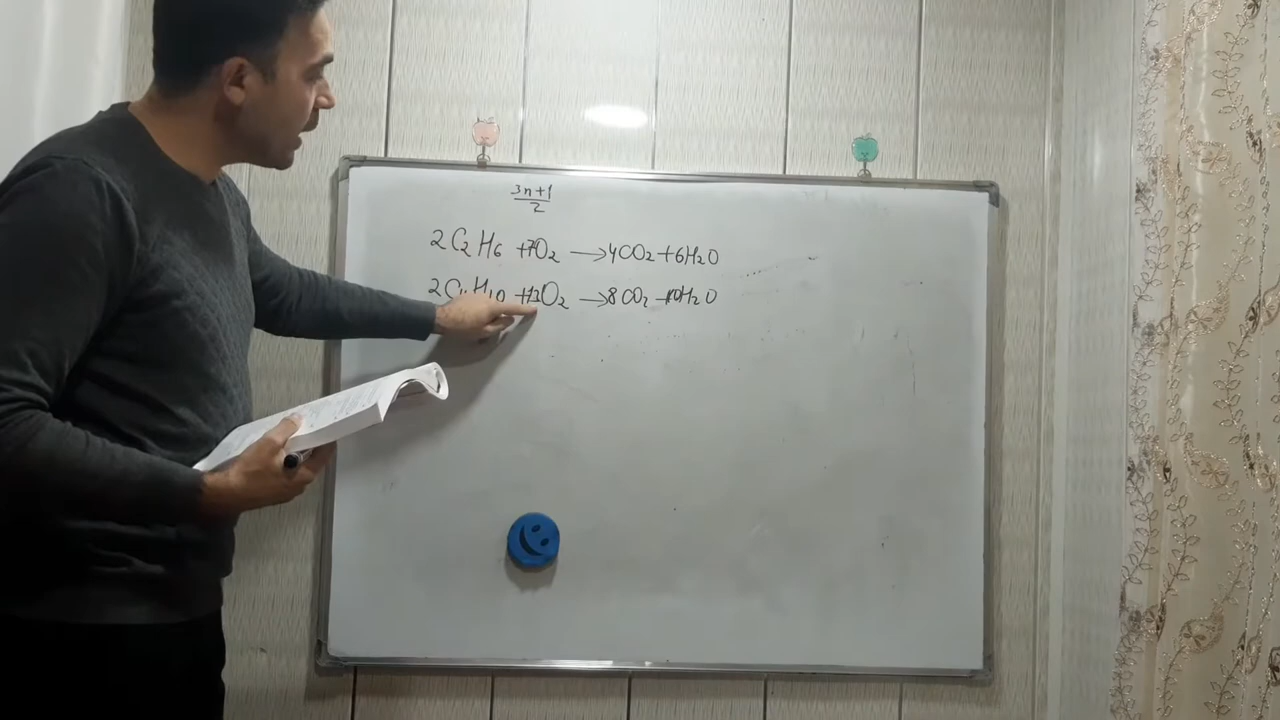 3n+1
2
2C₂H₆ +7O₂ →4CO₂+6H₂O
2C₄H₁₀ +13O₂ →8CO₂+10H₂O